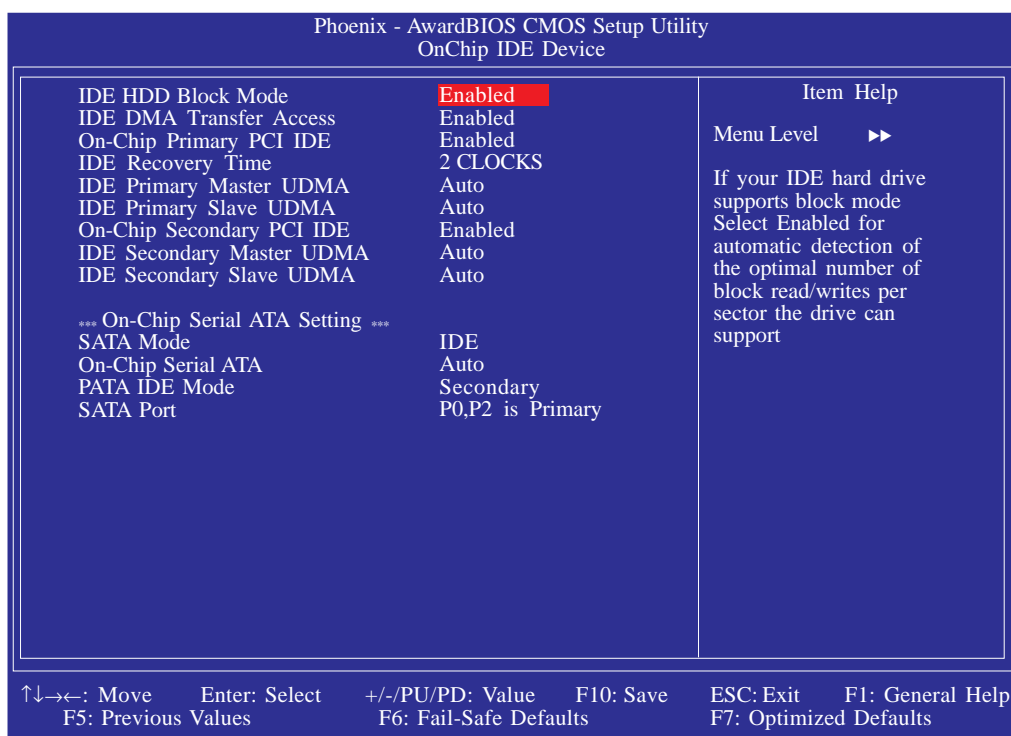 Phoenix - AwardBIOS CMOS Setup Utility
OnChip IDE Device
IDE HDD Block Mode Enabled
IDE DMA Transfer Access Enabled
On-Chip Primary PCI IDE Enabled
IDE Recovery Time 2 CLOCKS
IDE Primary Master UDMA Auto
IDE Primary Slave UDMA Auto
On-Chip Secondary PCI IDE Enabled
IDE Secondary Master UDMA Auto
IDE Secondary Slave UDMA Auto
*** On-Chip Serial ATA Setting ***
SATA Mode IDE
On-Chip Serial ATA Auto
PATA IDE Mode Secondary
SATA Port P0,P2 is Primary
Item Help
Menu Level ▸▸
If your IDE hard drive
supports block mode
Select Enabled for
automatic detection of
the optimal number of
block read/writes per
sector the drive can
support
↑↓→←: Move Enter: Select +/-/PU/PD: Value F10: Save ESC: Exit F1: General Help
F5: Previous Values F6: Fail-Safe Defaults F7: Optimized Defaults